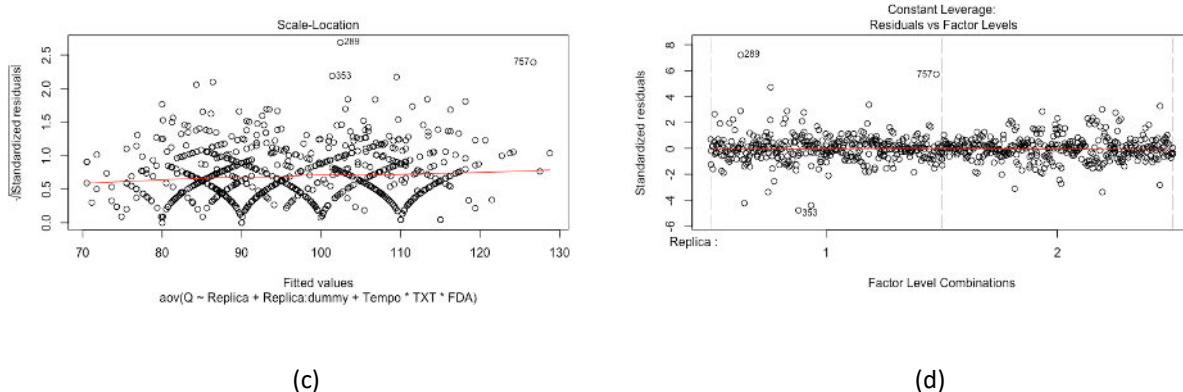 Scale-Location
√|Standardized residuals|
0.0 0.5 1.0 1.5 2.0 2.5
289
757
353
70 80 90 100 110 120 130
Fitted values
aov(Q ~ Replica + Replica:dummy + Tempo * TXT * FDA)
(c)
Constant Leverage:
Residuals vs Factor Levels
Standardized residuals
-6 -4 -2 0 2 4 6 8
289
757
353
Replica :
1 2
Factor Level Combinations
(d)